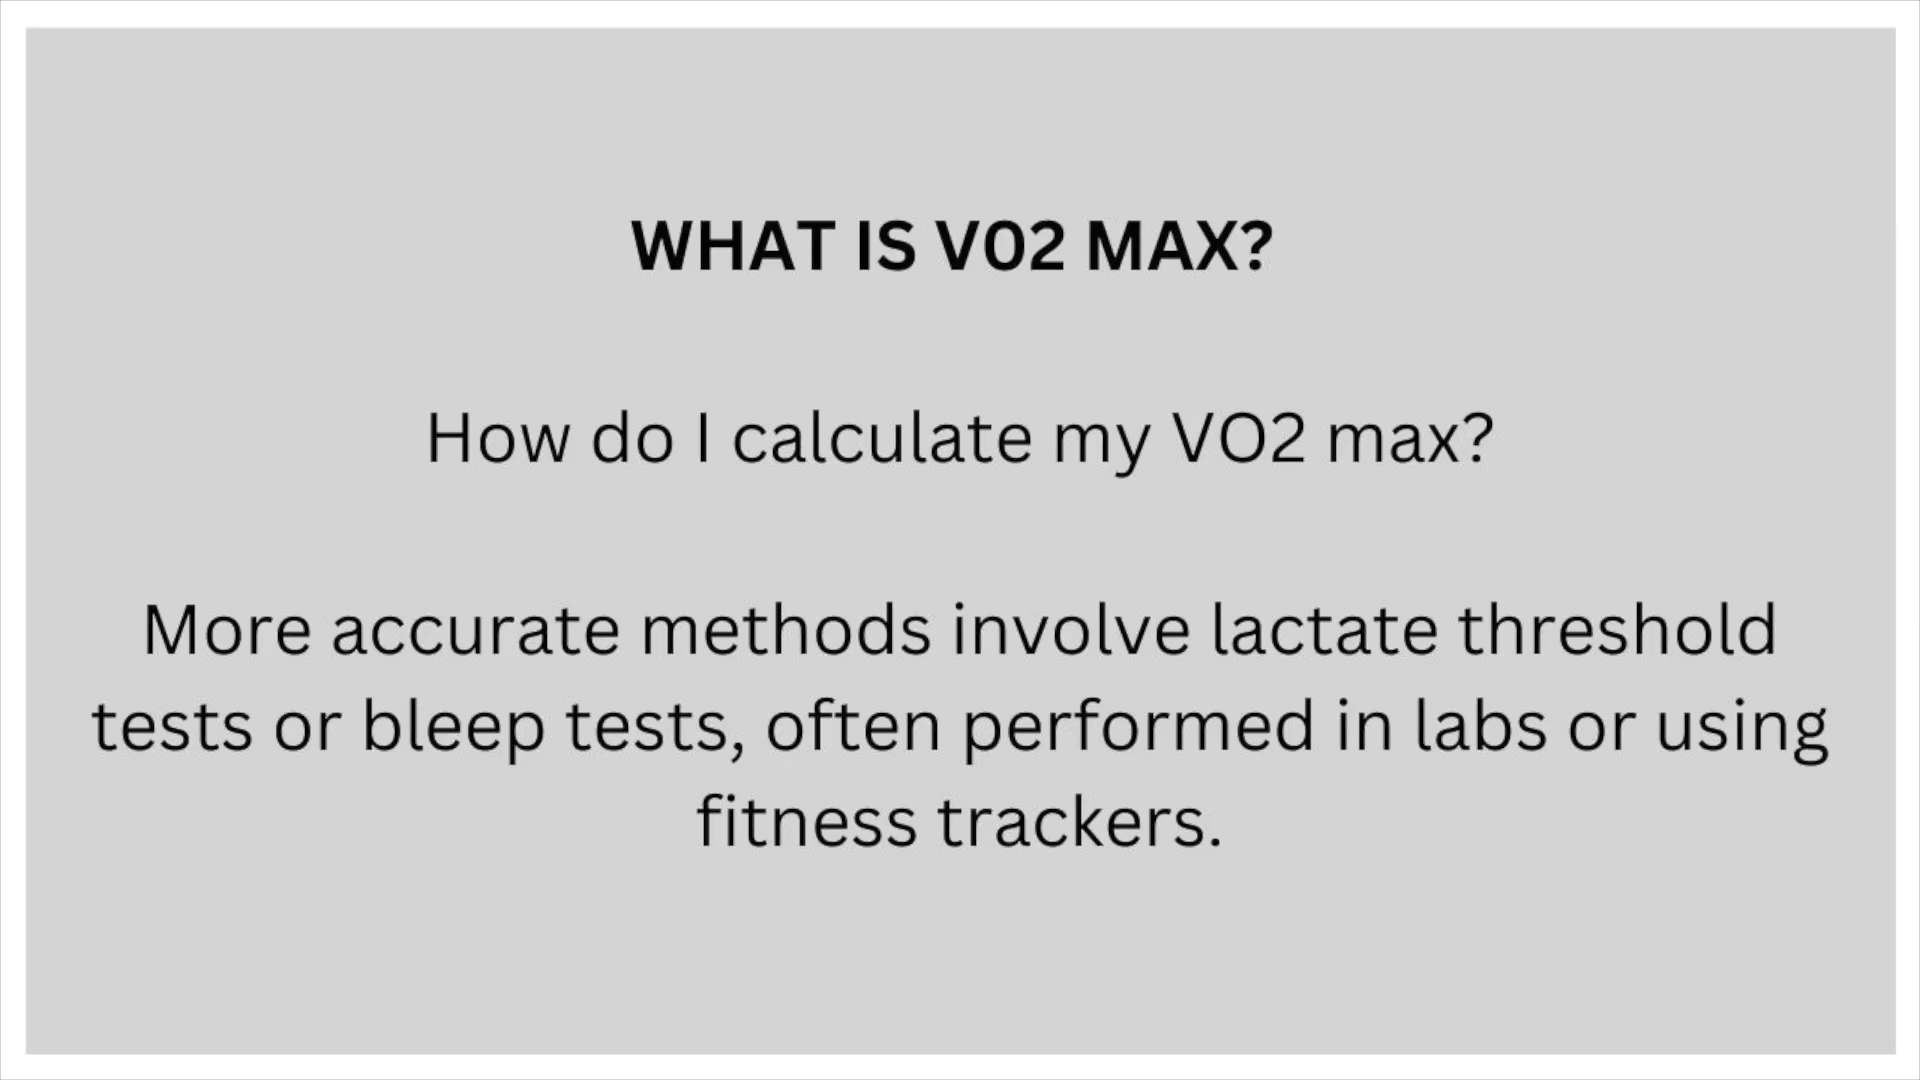 WHAT IS V02 MAX?
How do I calculate my VO2 max?
More accurate methods involve lactate threshold
tests or bleep tests, often performed in labs or using
fitness trackers.